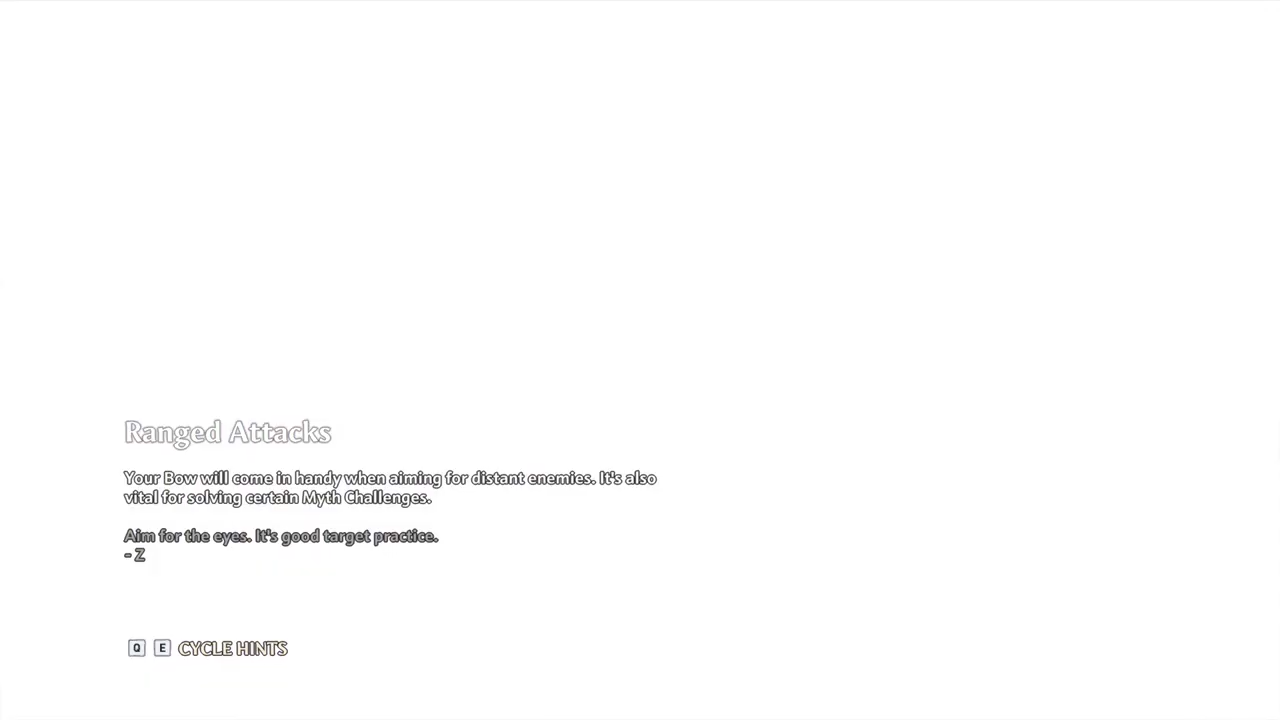 Ranged Attacks
Your Bow will come in handy when aiming for distant enemies. It's also
vital for solving certain Myth Challenges.
Aim for the eyes. It's good target practice.
- Z
Q E CYCLE HINTS